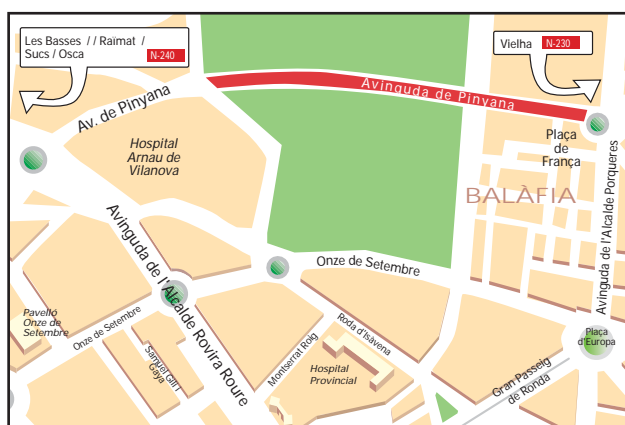 Les Basses / / Raïmat /
Sucs / Osca
N-240
Vielha
N-230
Avinguda de Pinyana
Av. de Pinyana
Hospital
Arnau de
Vilanova
Plaça
de
França
BALÀFIA
Avinguda de l'Alcalde Porqueres
Avinguda de l'Alcalde Rovira Roure
Onze de Setembre
Pavelló
Onze de
Setembre
Onze de Setembre
Samuel Gili i
Gaya
Montserrat Roig
Roda d'Isàvena
Hospital
Provincial
Plaça
d'Europa
Gran Passeig
de Ronda